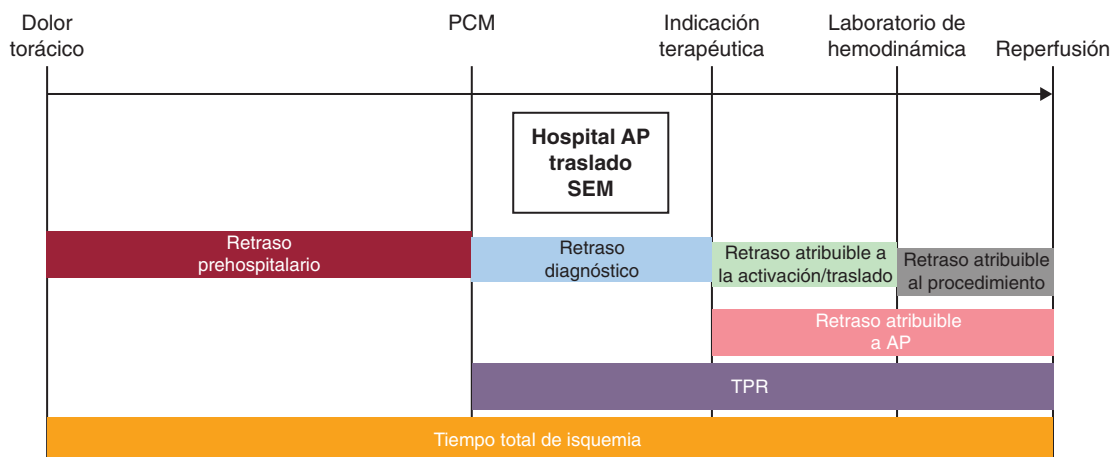 Dolor
torácico
PCM
Indicación
terapéutica
Laboratorio de
hemodinámica
Reperfusión
Hospital AP
traslado
SEM
Retraso
prehospitalario
Retraso
diagnóstico
Retraso atribuible a
la activación/traslado
Retraso atribuible
al procedimiento
Retraso atribuible
a AP
TPR
Tiempo total de isquemia